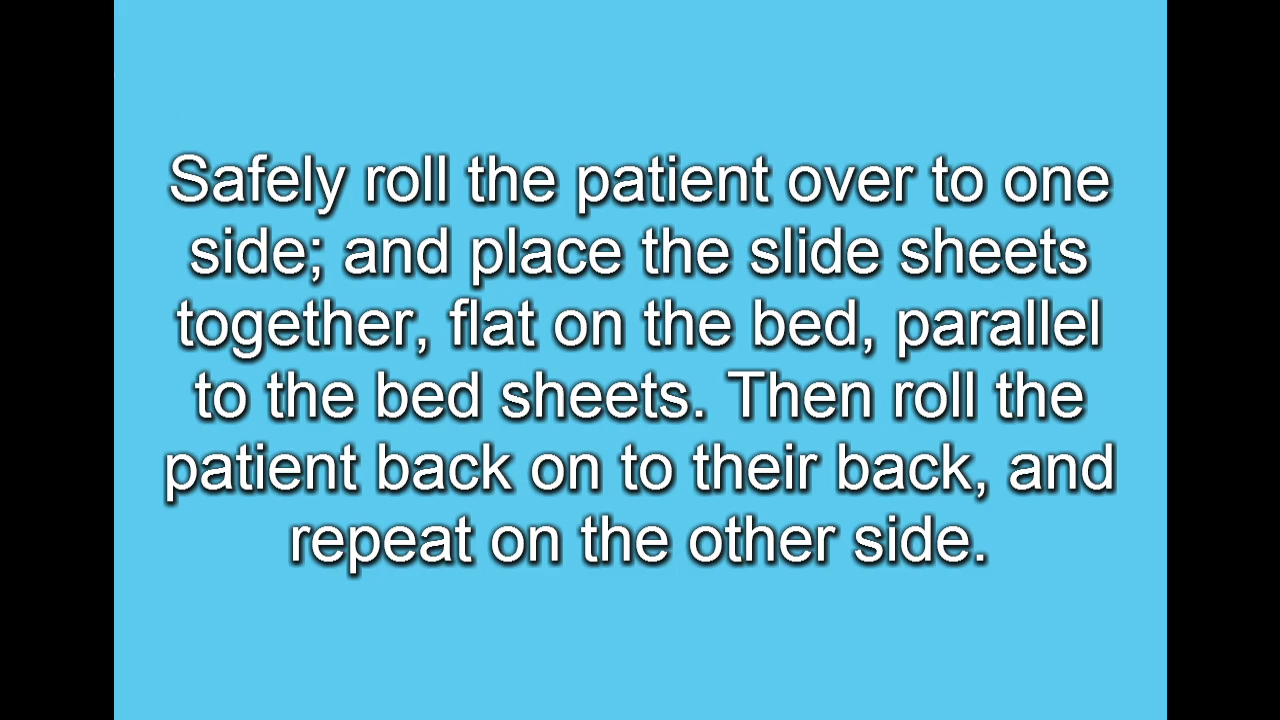 Safely roll the patient over to one
side; and place the slide sheets
together, flat on the bed, parallel
to the bed sheets. Then roll the
patient back on to their back, and
repeat on the other side.